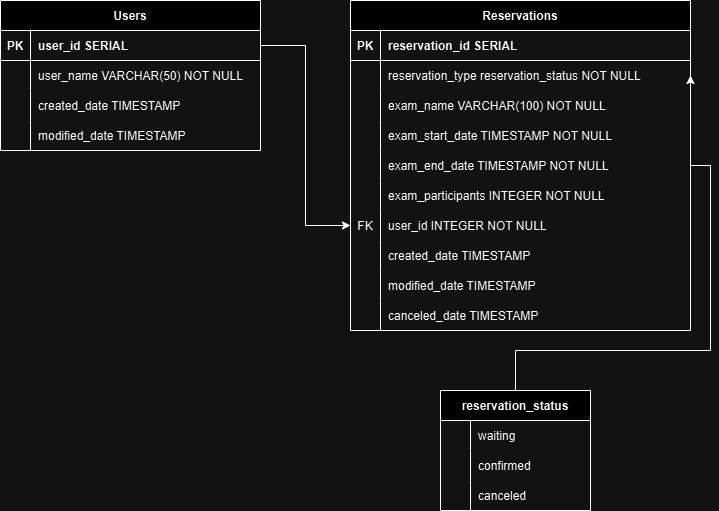 Users
PK user_id SERIAL
user_name VARCHAR(50) NOT NULL
created_date TIMESTAMP
modified_date TIMESTAMP
Reservations
PK reservation_id SERIAL
reservation_type reservation_status NOT NULL
exam_name VARCHAR(100) NOT NULL
exam_start_date TIMESTAMP NOT NULL
exam_end_date TIMESTAMP NOT NULL
exam_participants INTEGER NOT NULL
FK user_id INTEGER NOT NULL
created_date TIMESTAMP
modified_date TIMESTAMP
canceled_date TIMESTAMP
reservation_status
waiting
confirmed
canceled